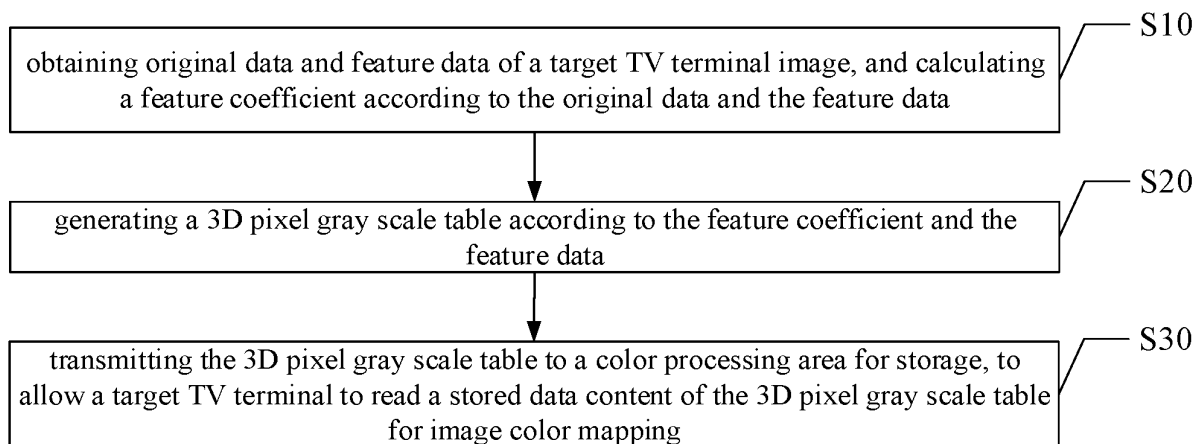 S10
obtaining original data and feature data of a target TV terminal image, and calculating
a feature coefficient according to the original data and the feature data
S20
generating a 3D pixel gray scale table according to the feature coefficient and the
feature data
S30
transmitting the 3D pixel gray scale table to a color processing area for storage, to
allow a target TV terminal to read a stored data content of the 3D pixel gray scale table
for image color mapping